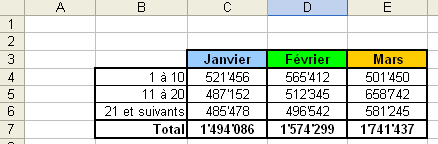 A B C D E
1
2
3 Janvier Février Mars
4 1 à 10 521'456 565'412 501'450
5 11 à 20 487'152 512'345 658'742
6 21 et suivants 485'478 496'542 581'245
7 Total 1'494'086 1'574'299 1'741'437